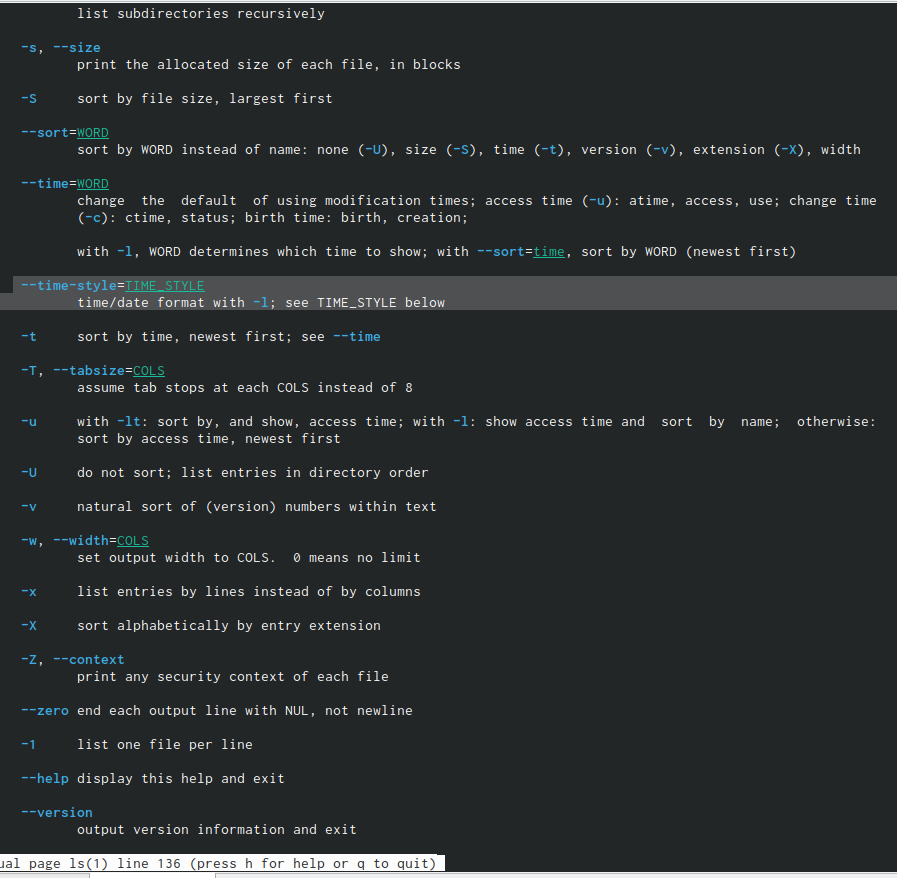 list subdirectories recursively
-s, --size
print the allocated size of each file, in blocks
-S sort by file size, largest first
--sort=WORD
sort by WORD instead of name: none (-U), size (-S), time (-t), version (-v), extension (-X), width
--time=WORD
change the default of using modification times; access time (-u): atime, access, use; change time
(-c): ctime, status; birth time: birth, creation;
with -l, WORD determines which time to show; with --sort=time, sort by WORD (newest first)
--time-style=TIME_STYLE
time/date format with -l; see TIME_STYLE below
-t sort by time, newest first; see --time
-T, --tabsize=COLS
assume tab stops at each COLS instead of 8
-u with -lt: sort by, and show, access time; with -l: show access time and sort by name; otherwise:
sort by access time, newest first
-U do not sort; list entries in directory order
-v natural sort of (version) numbers within text
-w, --width=COLS
set output width to COLS. 0 means no limit
-x list entries by lines instead of by columns
-X sort alphabetically by entry extension
-Z, --context
print any security context of each file
--zero end each output line with NUL, not newline
-1 list one file per line
--help display this help and exit
--version
output version information and exit
ual page ls(1) line 136 (press h for help or q to quit)